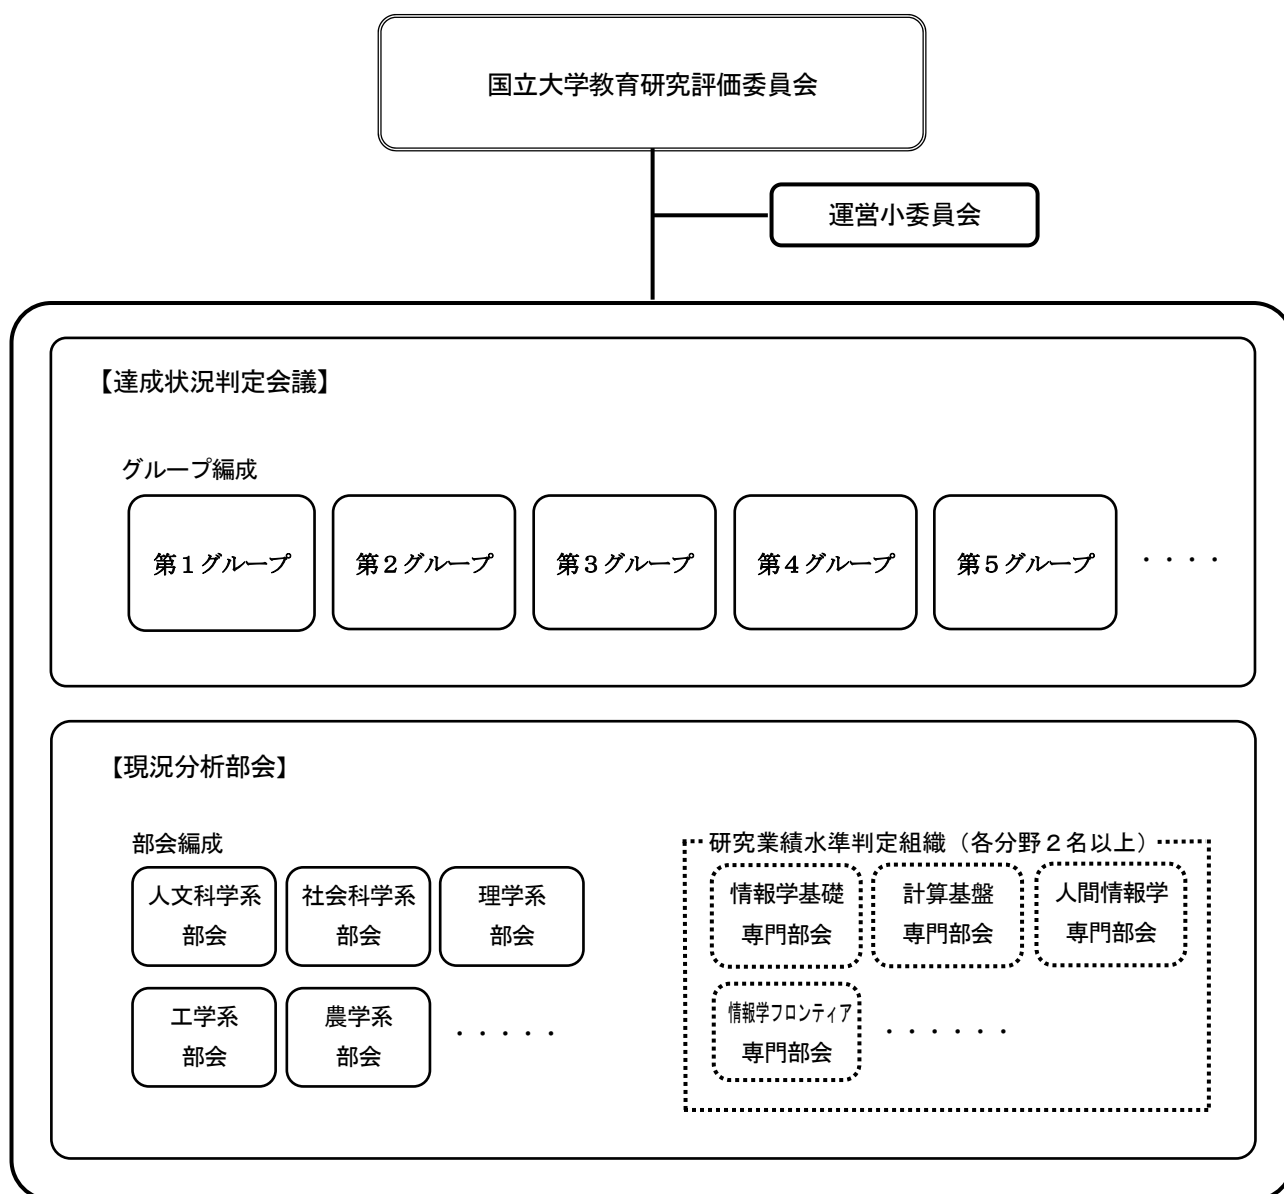 国立大学教育研究評価委員会
運営小委員会
【達成状況判定会議】
グループ編成
第1グループ
第2グループ
第3グループ
第4グループ
第5グループ
・・・・
【現況分析部会】
部会編成
人文科学系
部会
社会科学系
部会
理学系
部会
工学系
部会
農学系
部会
・・・・・
研究業績水準判定組織（各分野２名以上）
情報学基礎
専門部会
計算基盤
専門部会
人間情報学
専門部会
情報学フロンティア
専門部会
・・・・・・